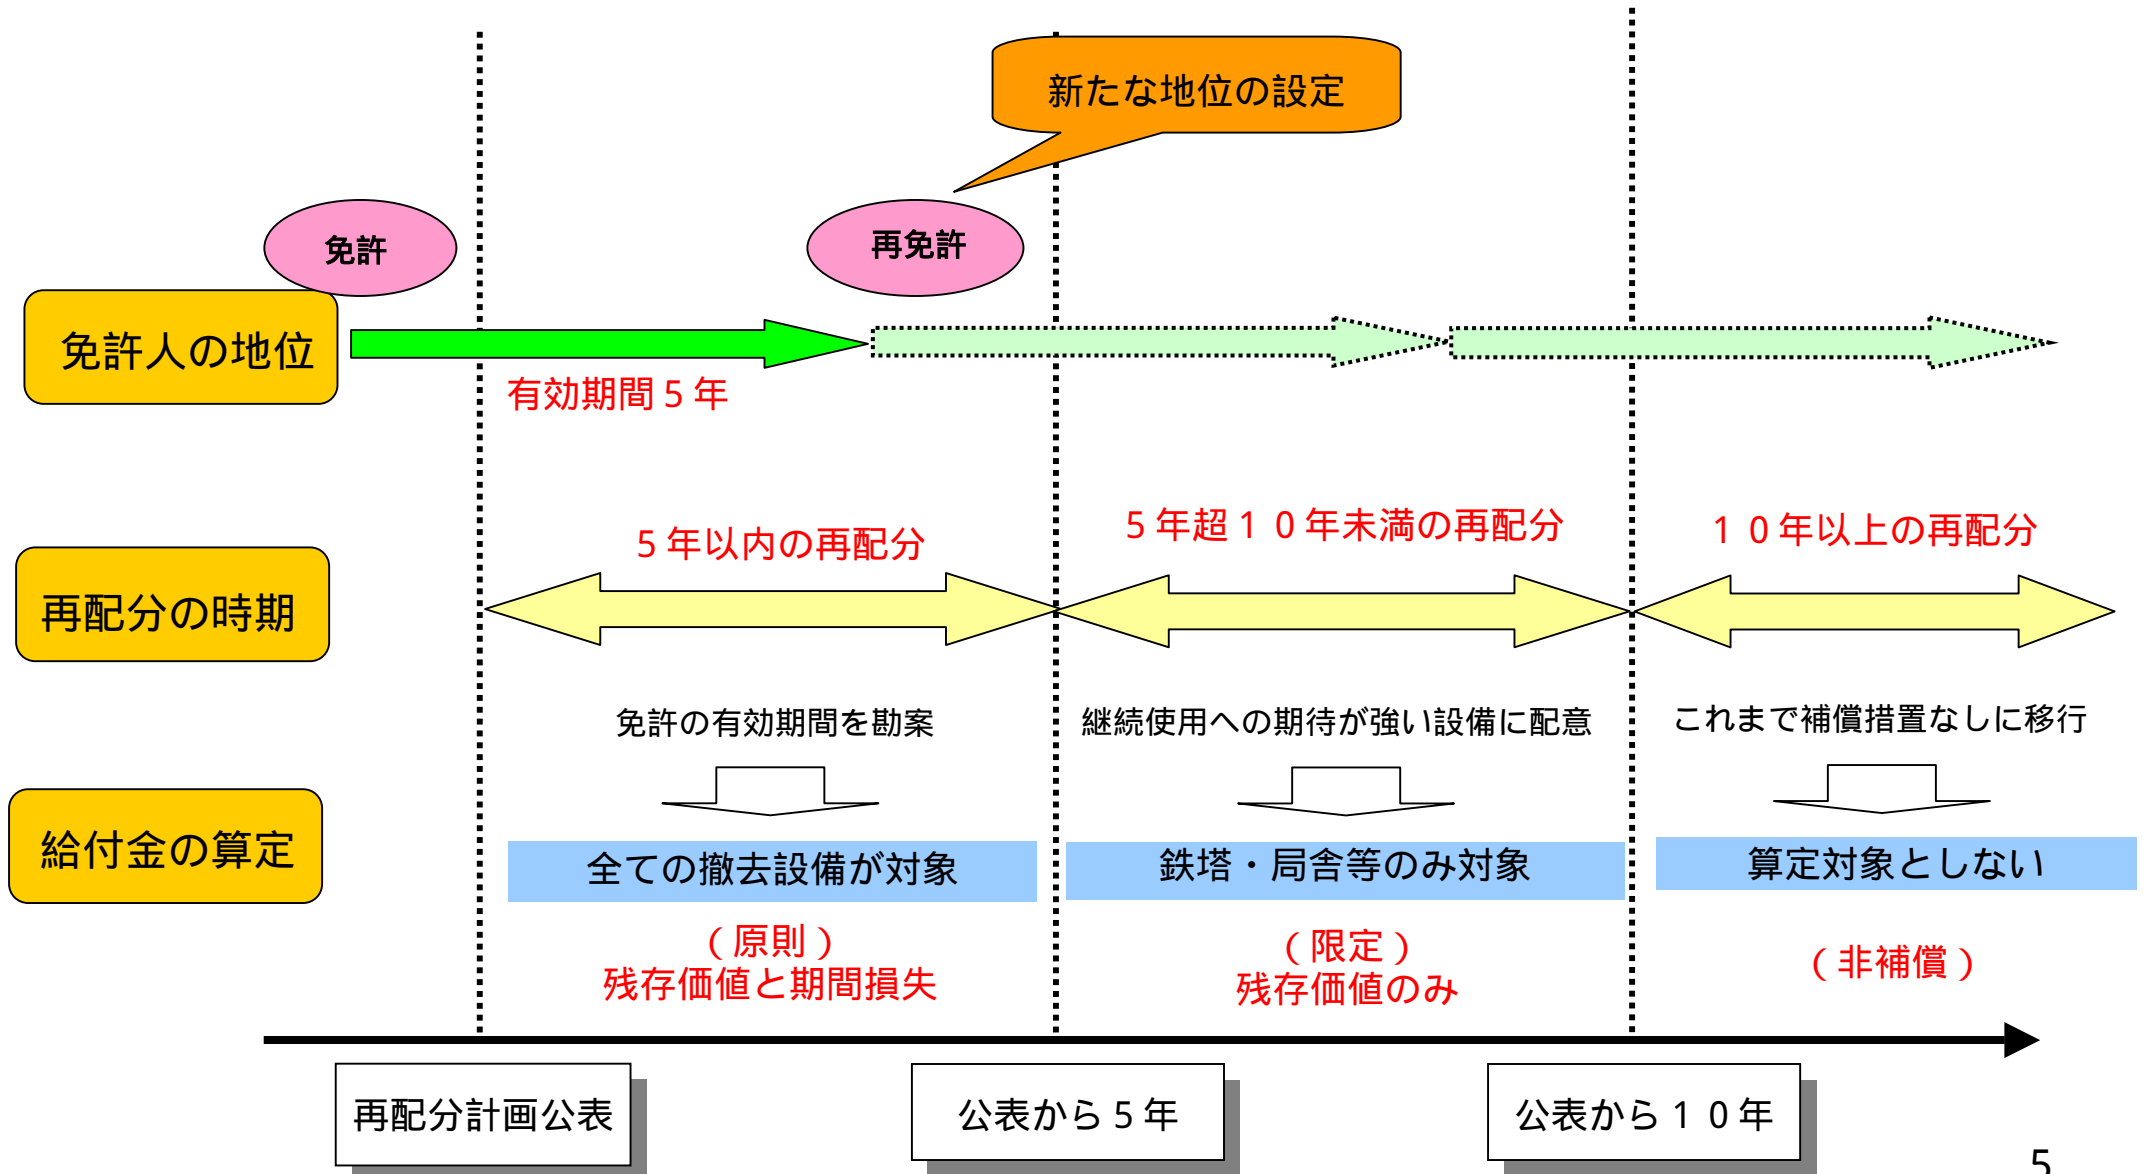 新たな地位の設定
免許
再免許
免許人の地位
有効期間５年
５年以内の再配分
５年超１０年未満の再配分
１０年以上の再配分
再配分の時期
免許の有効期間を勘案
継続使用への期待が強い設備に配意
これまで補償措置なしに移行
給付金の算定
全ての撤去設備が対象
鉄塔・局舎等のみ対象
算定対象としない
（原則）
残存価値と期間損失
（限定）
残存価値のみ
（非補償）
再配分計画公表
公表から５年
公表から１０年
5